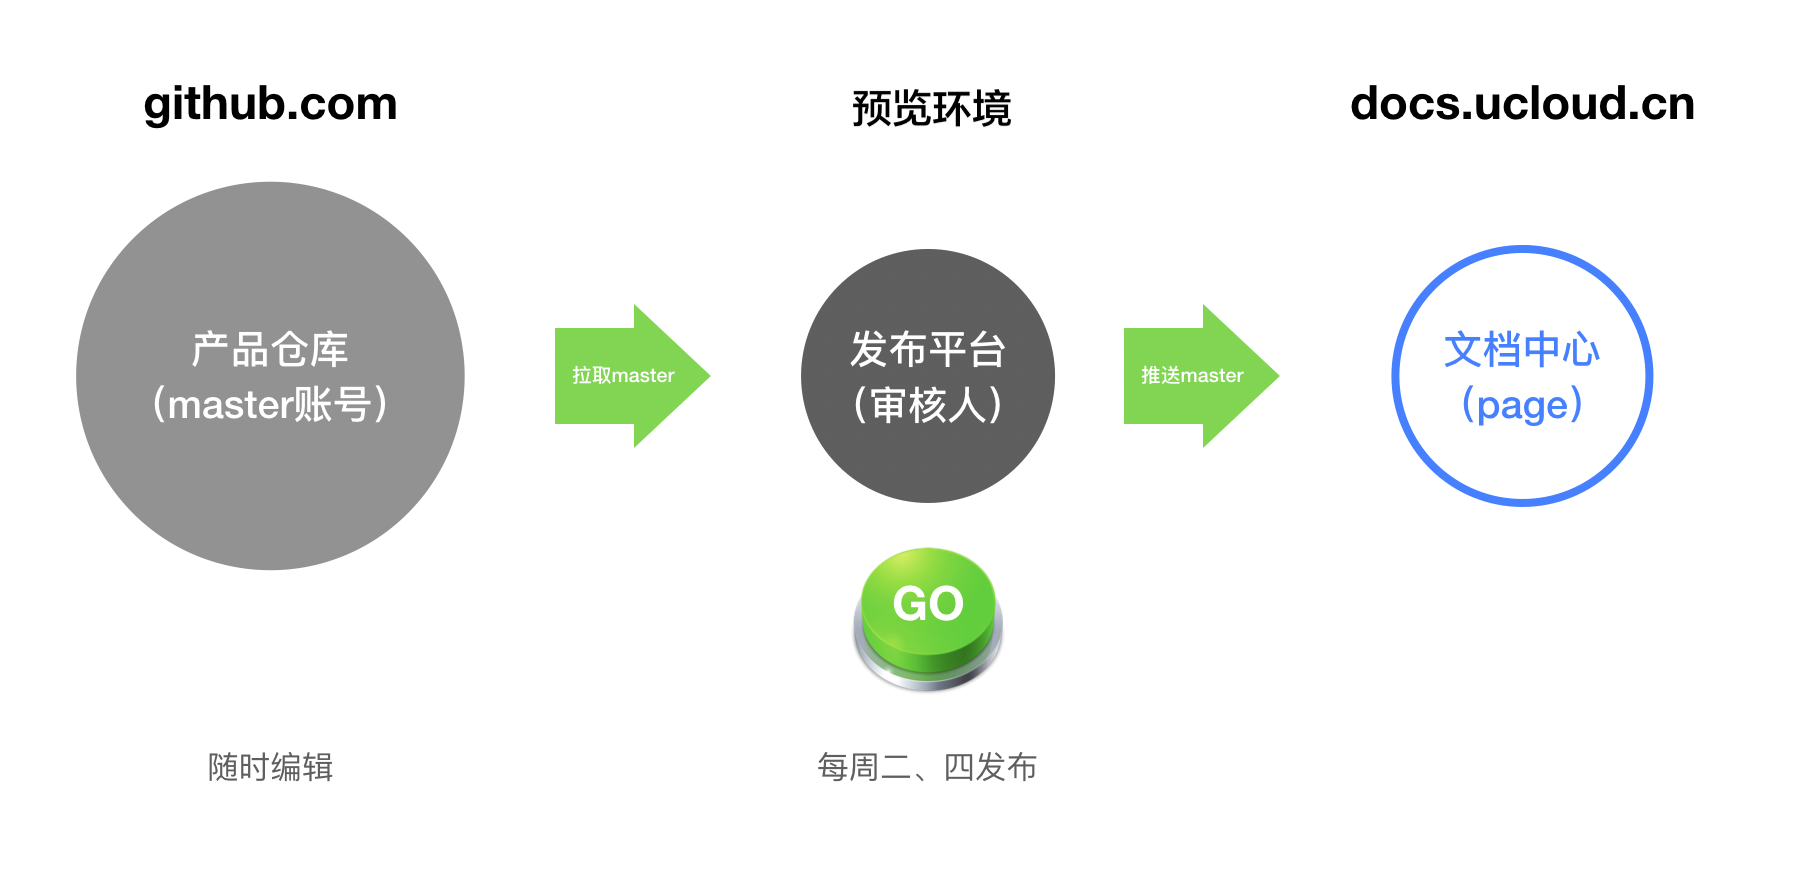 github.com
预览环境
docs.ucloud.cn
产品仓库
（master账号）
拉取master
发布平台
（审核人）
推送master
文档中心
（page）
GO
随时编辑
每周二、四发布